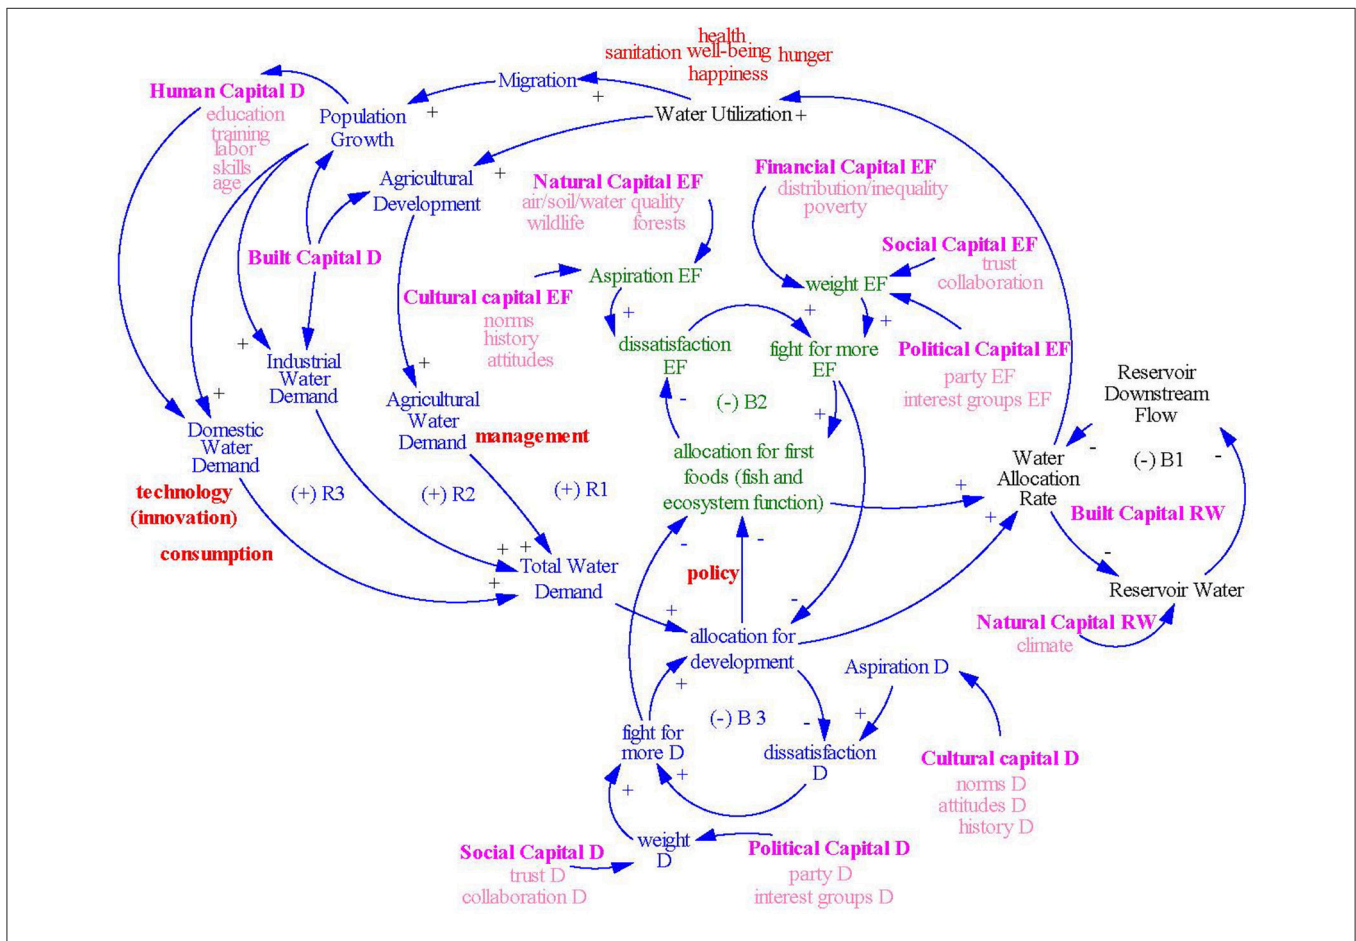 health
sanitation well-being hunger
happiness
Human Capital D
education
training
labor
skills
age
Migration
+
+
Water Utilization +
Population
Growth
Agricultural
Development
+
Built Capital D
Natural Capital EF
air/soil/water quality
wildlife forests
Financial Capital EF
distribution/inequality
poverty
Social Capital EF
trust
collaboration
Aspiration EF
weight EF
Cultural capital EF
norms
history
attitudes
+
+
+
dissatisfaction
EF
fight for more
EF
Political Capital EF
party EF
interest groups EF
Reservoir
Downstream
Flow
+
Industrial
Water
Demand
+
Agricultural
Water
Demand
management
+
Domestic
Water
Demand
technology
(innovation)
consumption
(+) R3
(+) R2
(+) R1
-
(-) B2
+
allocation for first
foods (fish and
ecosystem function)
+
+
Water
Allocation
Rate
-
(-) B1
-
Built Capital RW
-
Reservoir Water
Natural Capital RW
climate
+
+
+
Total Water
Demand
-
-
policy
+
-
allocation for
development
Aspiration D
+
(-) B 3
-
+
fight for
more D
dissatisfaction
D
Cultural capital D
norms D
attitudes D
history D
+
+
weight
D
Social Capital D
trust D
collaboration D
Political Capital D
party D
interest groups D